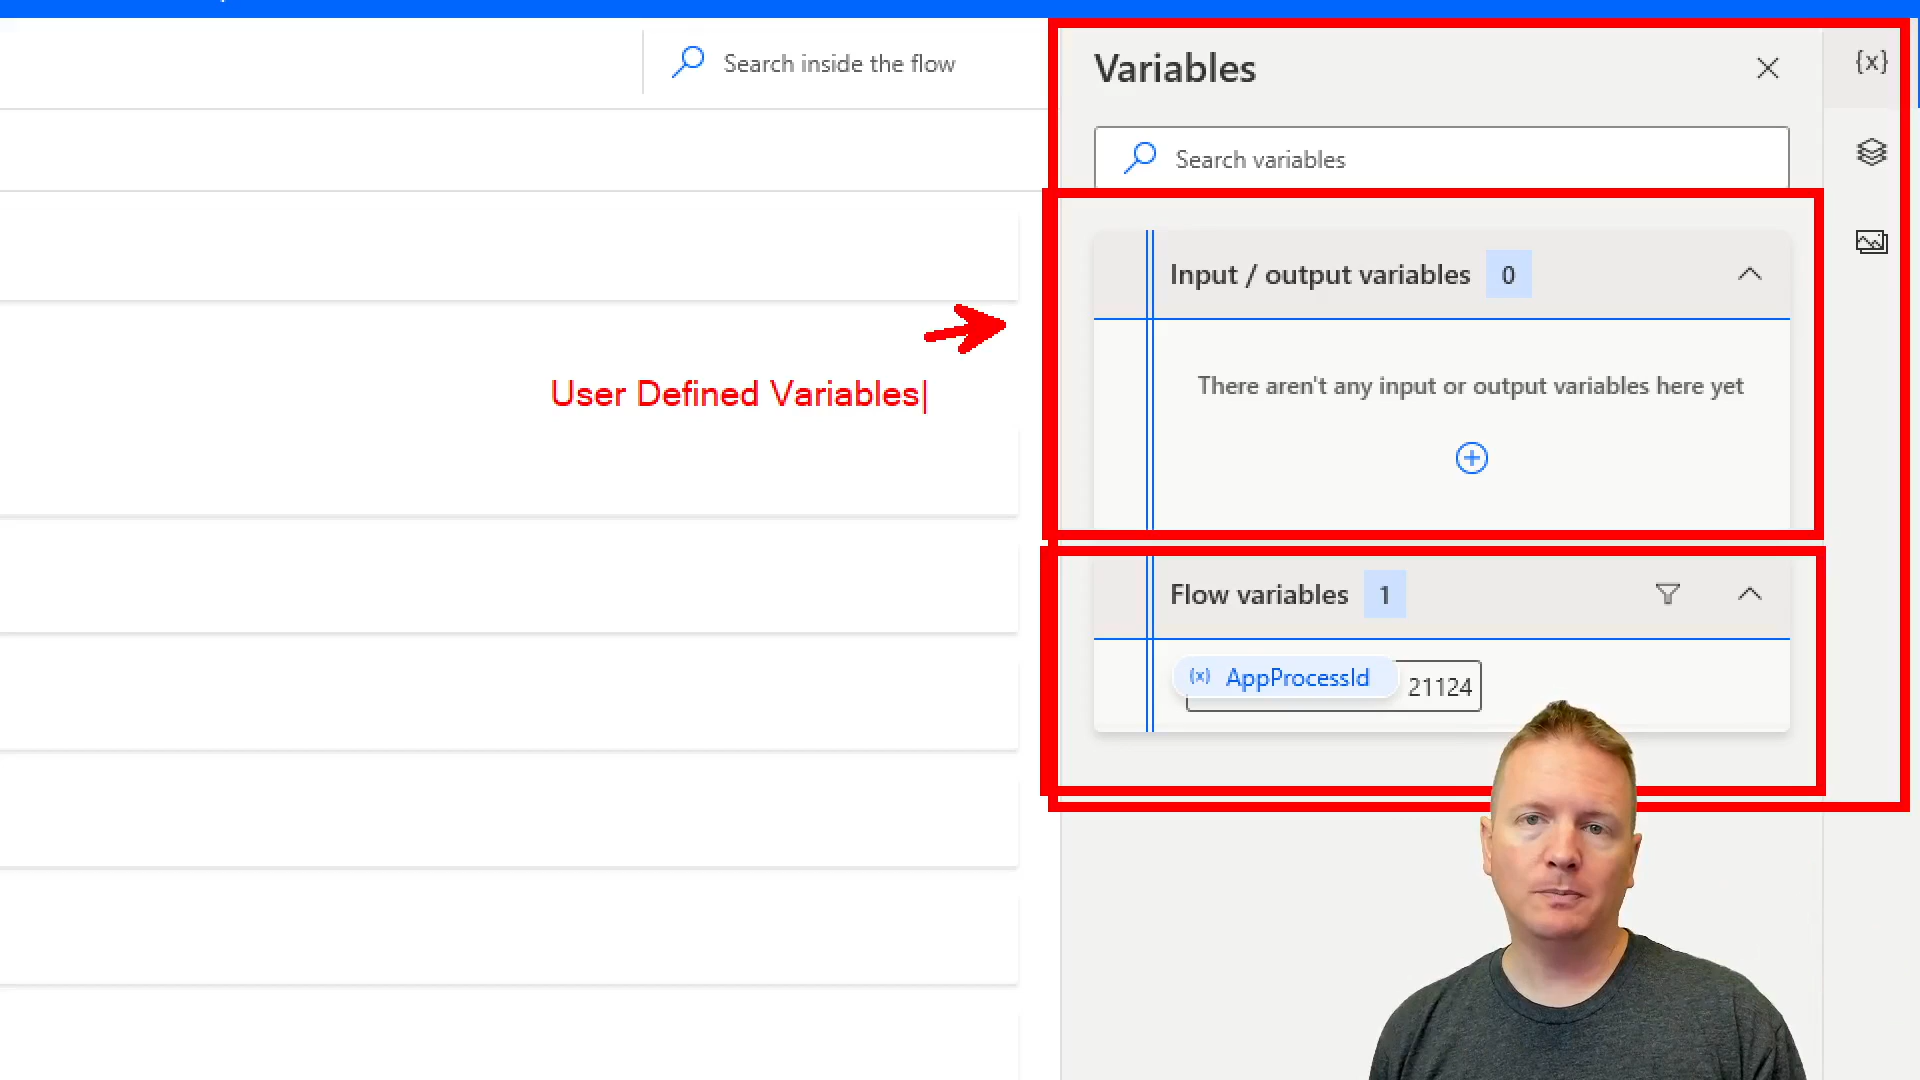 Search inside the flow
Variables
{x}
Search variables
Input / output variables 0
User Defined Variables
There aren't any input or output variables here yet
Flow variables 1
(x) AppProcessId 21124